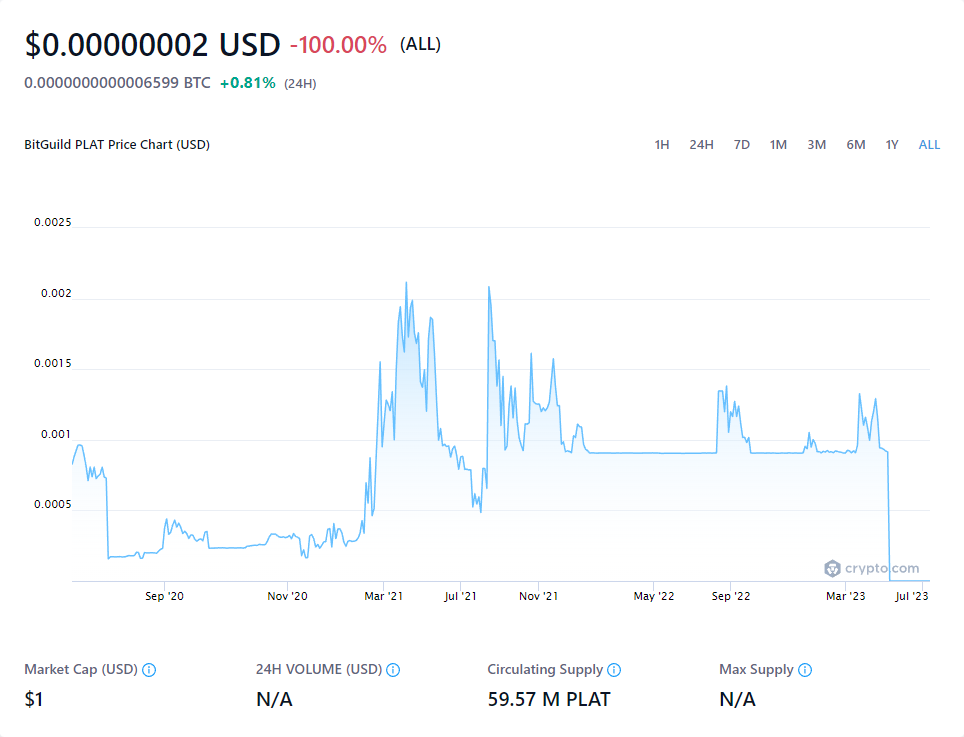 $0.00000002 USD -100.00% (ALL)
0.0000000000006599 BTC +0.81% (24H)
BitGuild PLAT Price Chart (USD) 1H 24H 7D 1M 3M 6M 1Y ALL
0.0025
0.002
0.0015
0.001
0.0005
crypto.com
Sep '20 Nov '20 Mar '21 Jul '21 Nov '21 May '22 Sep '22 Mar '23 Jul '23
Market Cap (USD) 24H VOLUME (USD) Circulating Supply Max Supply
$1 N/A 59.57 M PLAT N/A